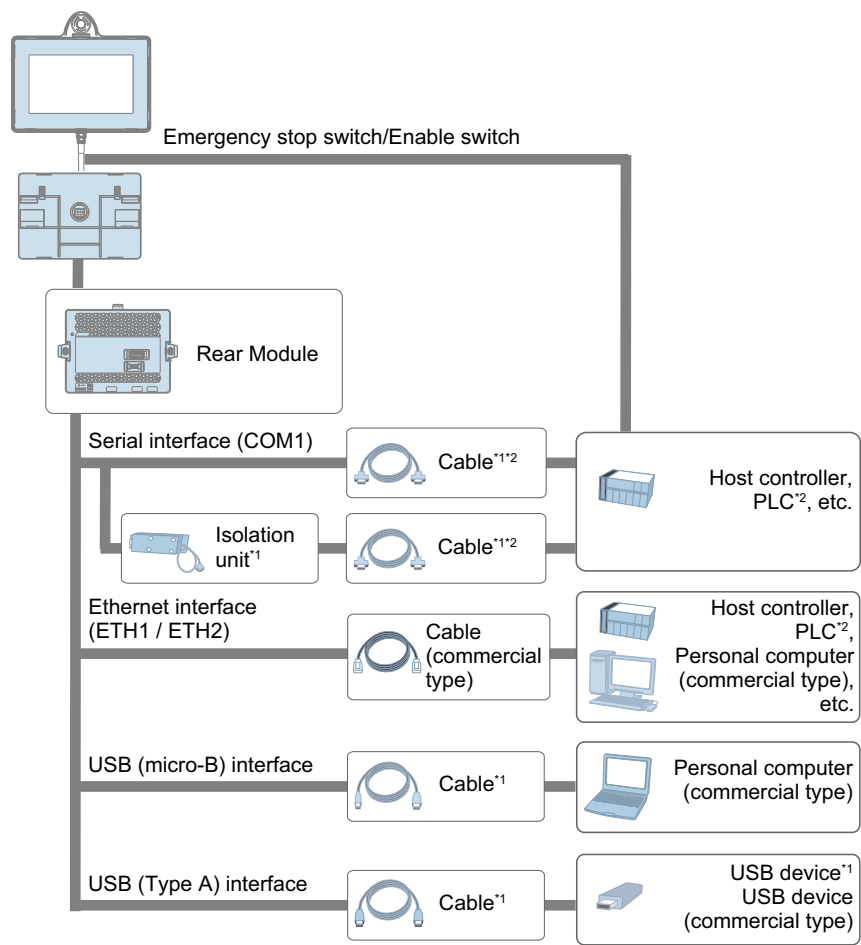 Emergency stop switch/Enable switch
Rear Module
Serial interface (COM1)
Cable*1*2
Host controller,
PLC*2, etc.
Isolation
unit*1
Cable*1*2
Ethernet interface
(ETH1 / ETH2)
Cable
(commercial
type)
Host controller,
PLC*2,
Personal computer
(commercial type),
etc.
USB (micro-B) interface
Cable*1
Personal computer
(commercial type)
USB (Type A) interface
Cable*1
USB device*1
USB device
(commercial type)